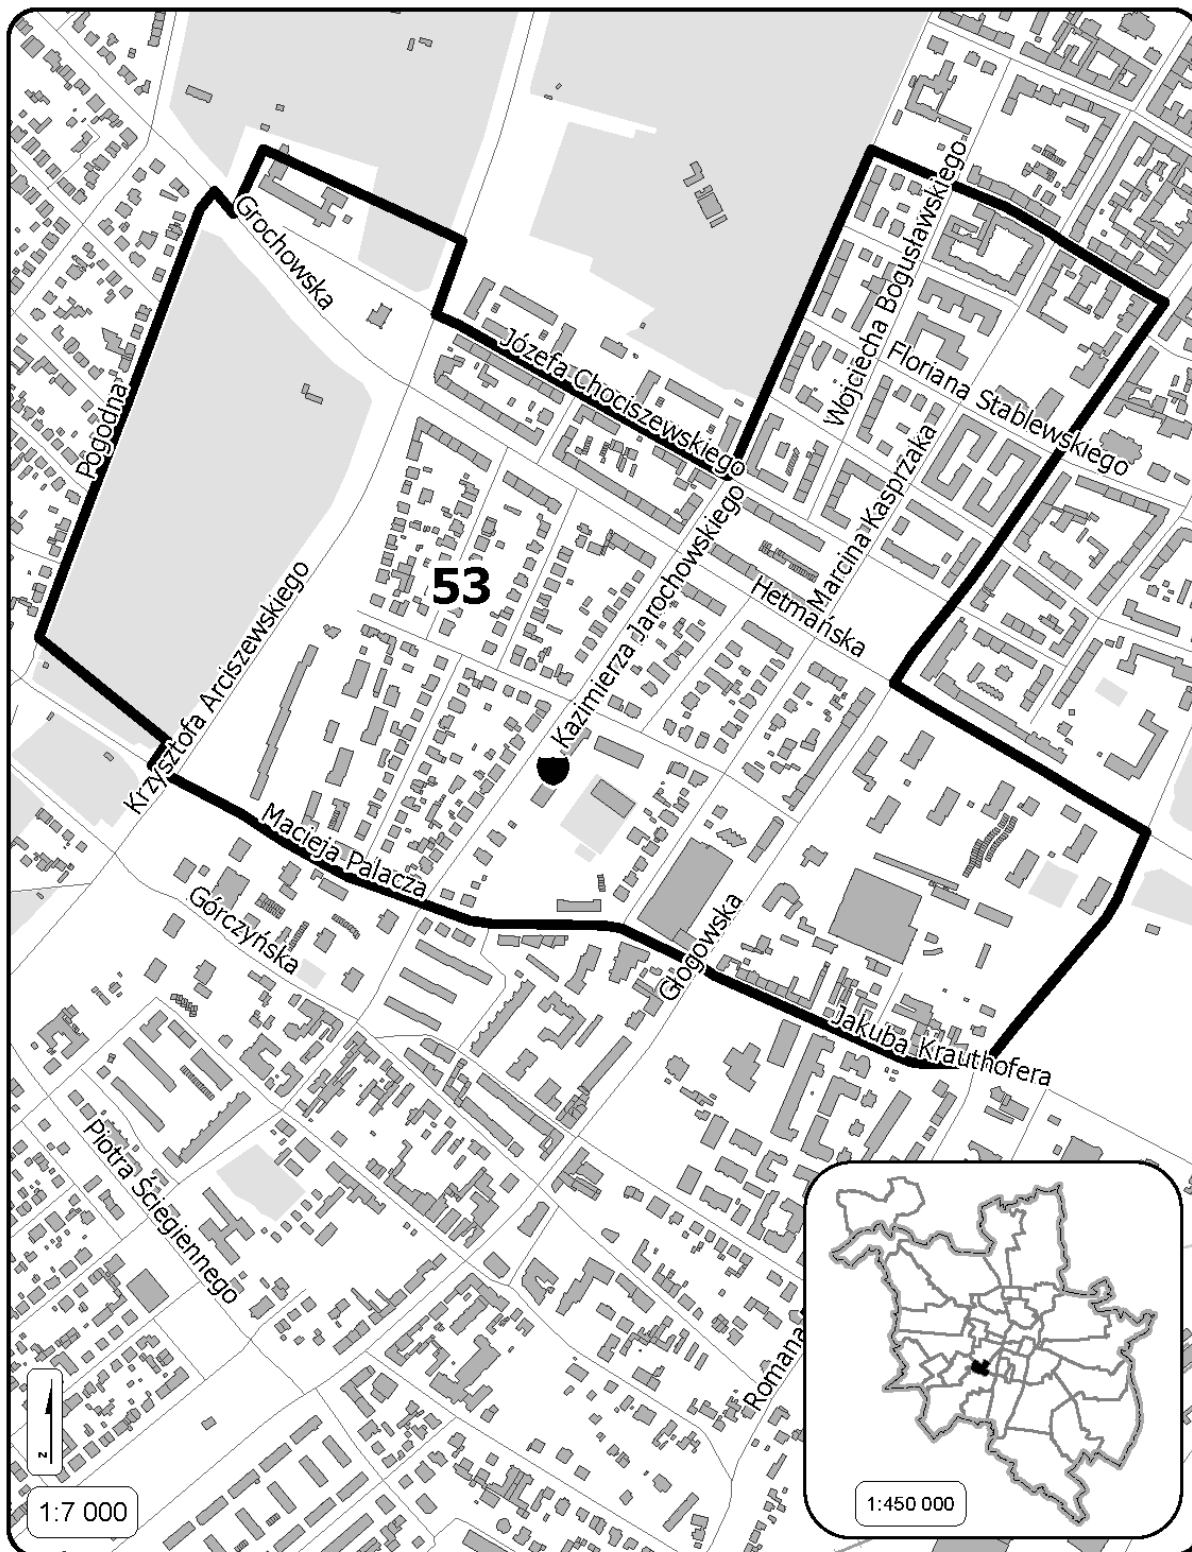 Grochowska
Wojciecha Bogusławskiego
Józefa Chociszewskiego
Floriana Stablewskiego
Pogodna
Marcina Kasprzaka
Kazimierza Jarochowskiego
53
Hetmańska
Krzysztofa Arciszewskiego
Macieja Palacza
Górczyńska
Głogowska
Jakuba Krauthofera
Piotra Ściegiennego
Romana
z
1:7 000
1:450 000